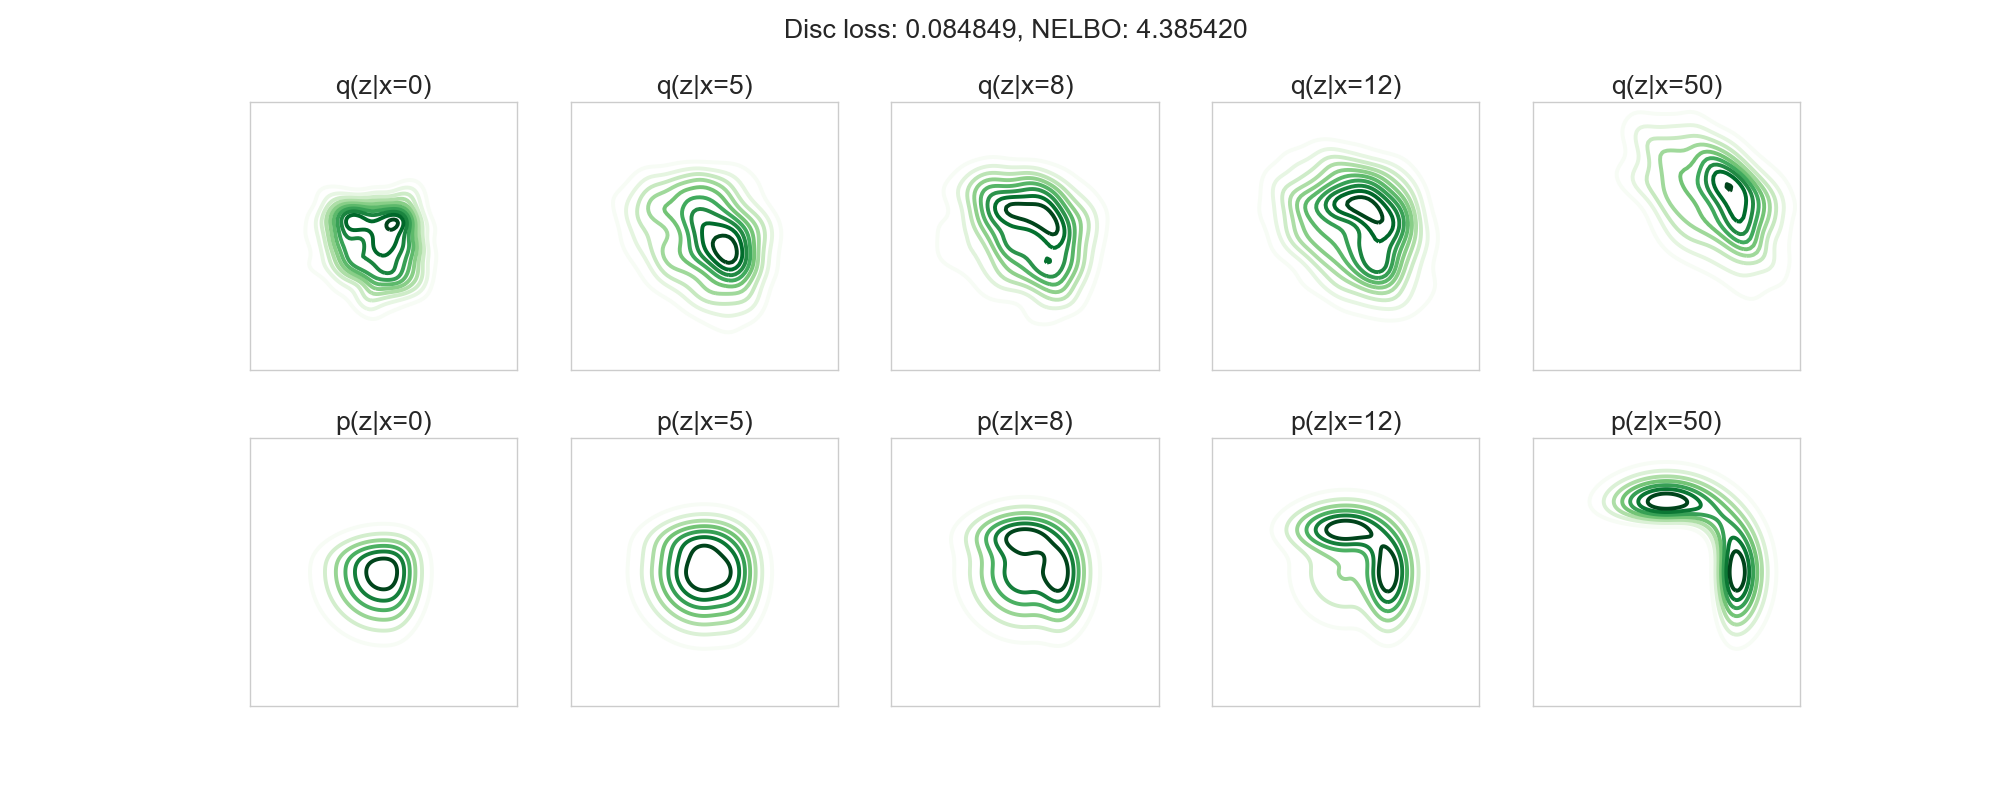 Disc loss: 0.084849, NELBO: 4.385420
q(z|x=0) q(z|x=5) q(z|x=8) q(z|x=12) q(z|x=50)
p(z|x=0) p(z|x=5) p(z|x=8) p(z|x=12) p(z|x=50)